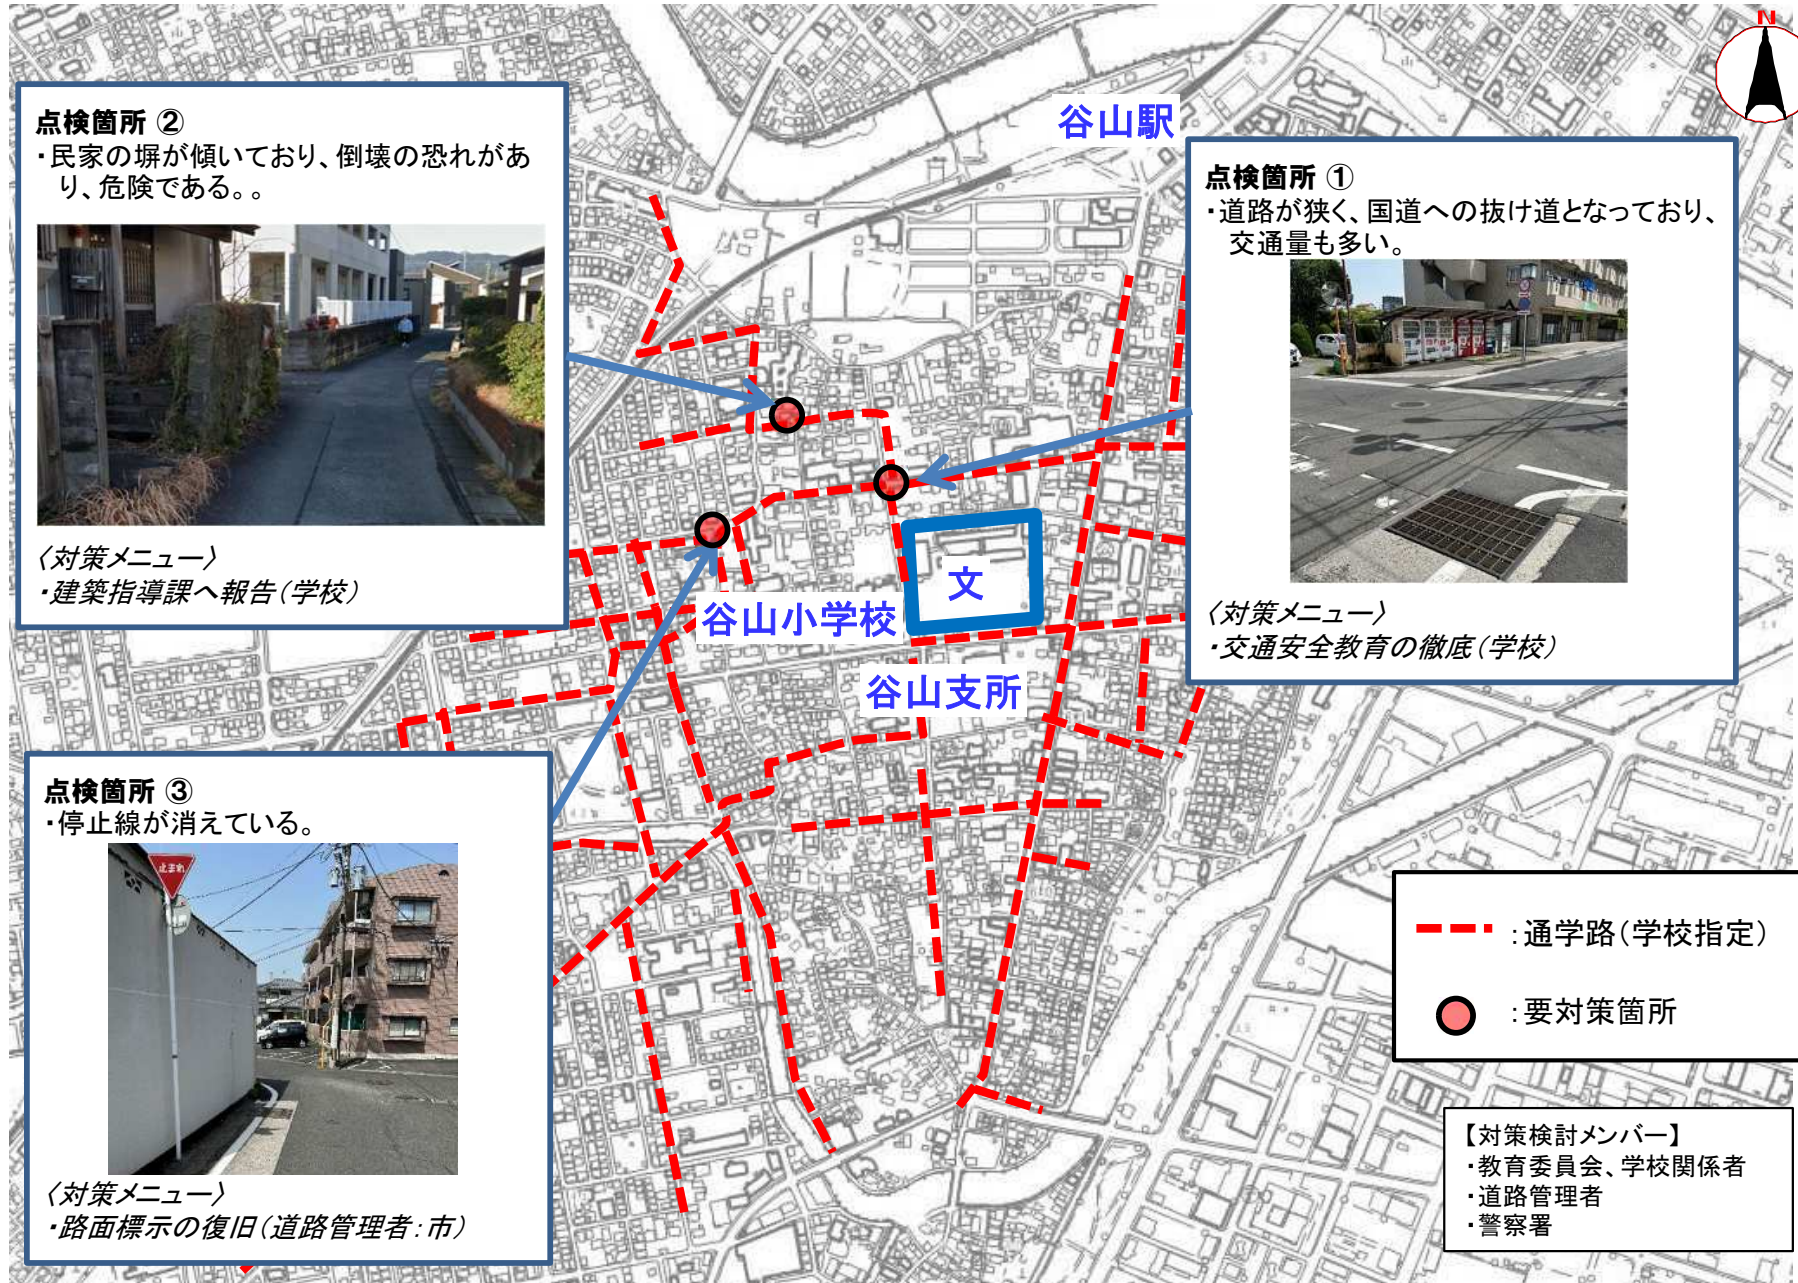 N
谷山駅
点検箇所 ②
・民家の塀が傾いており、倒壊の恐れがあ
り、危険である。。
〈対策メニュー〉
・建築指導課へ報告(学校)
点検箇所 ①
・道路が狭く、国道への抜け道となっており、
交通量も多い。
〈対策メニュー〉
・交通安全教育の徹底(学校)
文
谷山小学校
谷山支所
点検箇所 ③
・停止線が消えている。
止まれ
〈対策メニュー〉
・路面標示の復旧(道路管理者:市)
:通学路(学校指定)
:要対策箇所
【対策検討メンバー】
・教育委員会、学校関係者
・道路管理者
・警察署